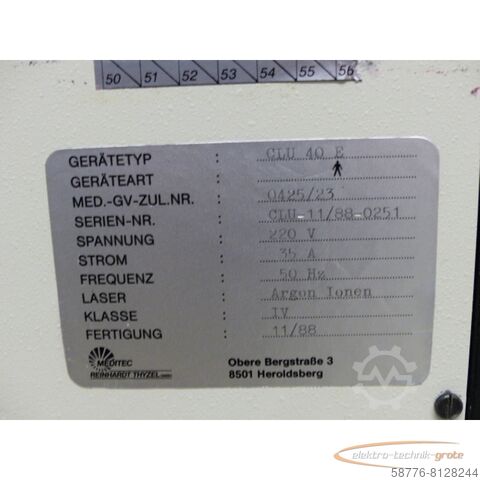 50 51 52 53 54 55 56
GERÄTETYP : CLU 40 E
GERÄTEART :
MED.-GV-ZUL.NR. : 0425/23
SERIEN-NR. : CLU-11/88-0251
SPANNUNG : 220 V
STROM : 35 A
FREQUENZ : 50 Hz
LASER : Argon Ionen
KLASSE : IV
FERTIGUNG : 11/88
MEDITEC
REINHARDT THYZEL GMBH
Obere Bergstraße 3
8501 Heroldsberg
elektro-technik-grote
58776-8128244